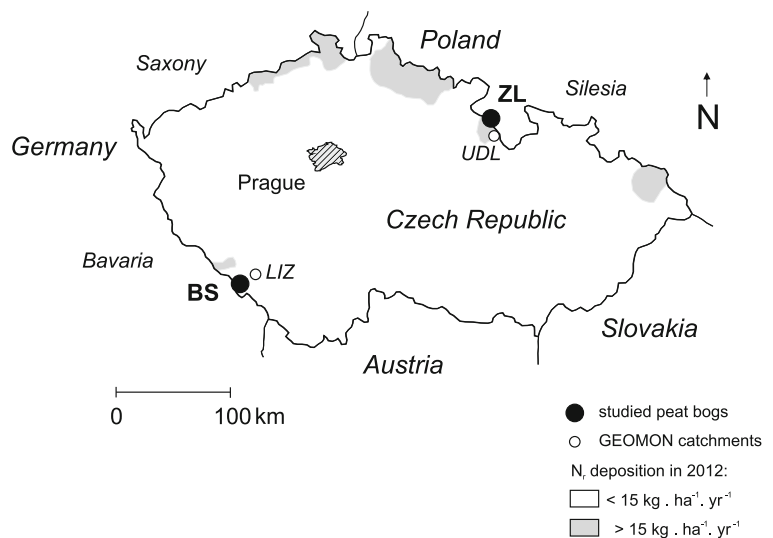 Poland
Saxony
ZL
Silesia
N
Germany
UDL
Prague
Czech Republic
Bavaria
LIZ
BS
Slovakia
Austria
0 100 km
studied peat bogs
GEOMON catchments
Nr deposition in 2012:
< 15 kg . ha-1. yr-1
> 15 kg . ha-1. yr-1